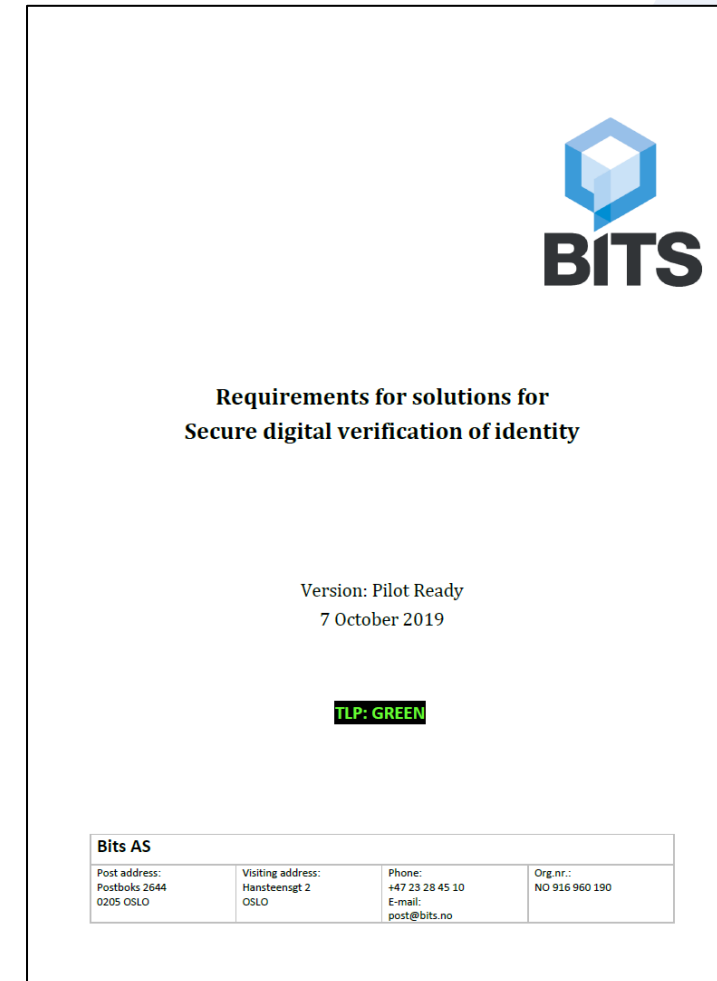 BiTS
Requirements for solutions for
Secure digital verification of identity
Version: Pilot Ready
7 October 2019
TLP: GREEN
Bits AS
Post address:
Postboks 2644
0205 OSLO
Visiting address:
Hansteensgt 2
OSLO
Phone:
+47 23 28 45 10
E-mail:
post@bits.no
Org.nr.:
NO 916 960 190